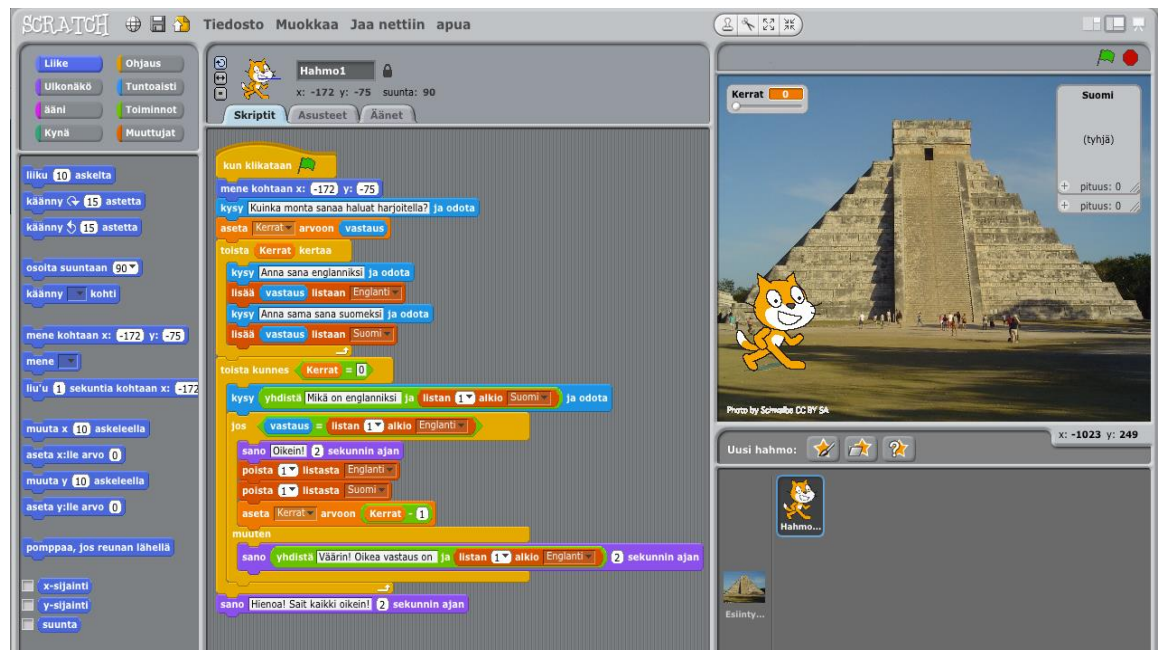 SCRATCH Tiedosto Muokkaa Jaa nettiin apua
Liike Ohjaus
Ulkonäkö Tuntoaisti
ääni Toiminnot
Kynä Muuttujat
liiku 10 askelta
käänny 15 astetta
käänny 15 astetta
osoita suuntaan 90
käänny kohti
mene kohtaan x: -172 y: -75
mene
liu'u 1 sekuntia kohtaan x: -172
muuta x 10 askeleella
aseta x:lle arvo 0
muuta y 10 askeleella
aseta y:lle arvo 0
pomppaa, jos reunan lähellä
x-sijainti
y-sijainti
suunta
Hahmo1
x: -172 y: -75 suunta: 90
Skriptit Asusteet Äänet
kun klikataan
mene kohtaan x: -172 y: -75
kysy Kuinka monta sanaa haluat harjoitella? ja odota
aseta Kerrat arvoon vastaus
toista Kerrat kertaa
kysy Anna sana englanniksi ja odota
lisää vastaus listaan Englanti
kysy Anna sama sana suomeksi ja odota
lisää vastaus listaan Suomi
toista kunnes Kerrat = 0
kysy yhdistä Mikä on englanniksi ja listan 1 alkio Suomi ja odota
jos vastaus = listan 1 alkio Englanti
sano Oikein! 2 sekunnin ajan
poista 1 listasta Englanti
poista 1 listasta Suomi
aseta Kerrat arvoon Kerrat - 1
muuten
sano yhdistä Väärin! Oikea vastaus on ja listan 1 alkio Englanti 2 sekunnin ajan
sano Hienoa! Sait kaikki oikein! 2 sekunnin ajan
Kerrat 0
Suomi
(tyhjä)
+ pituus: 0
+ pituus: 0
Photo by Schwalbe CC BY SA
x: -1023 y: 249
Uusi hahmo:
Hahmo...
Esiinty...